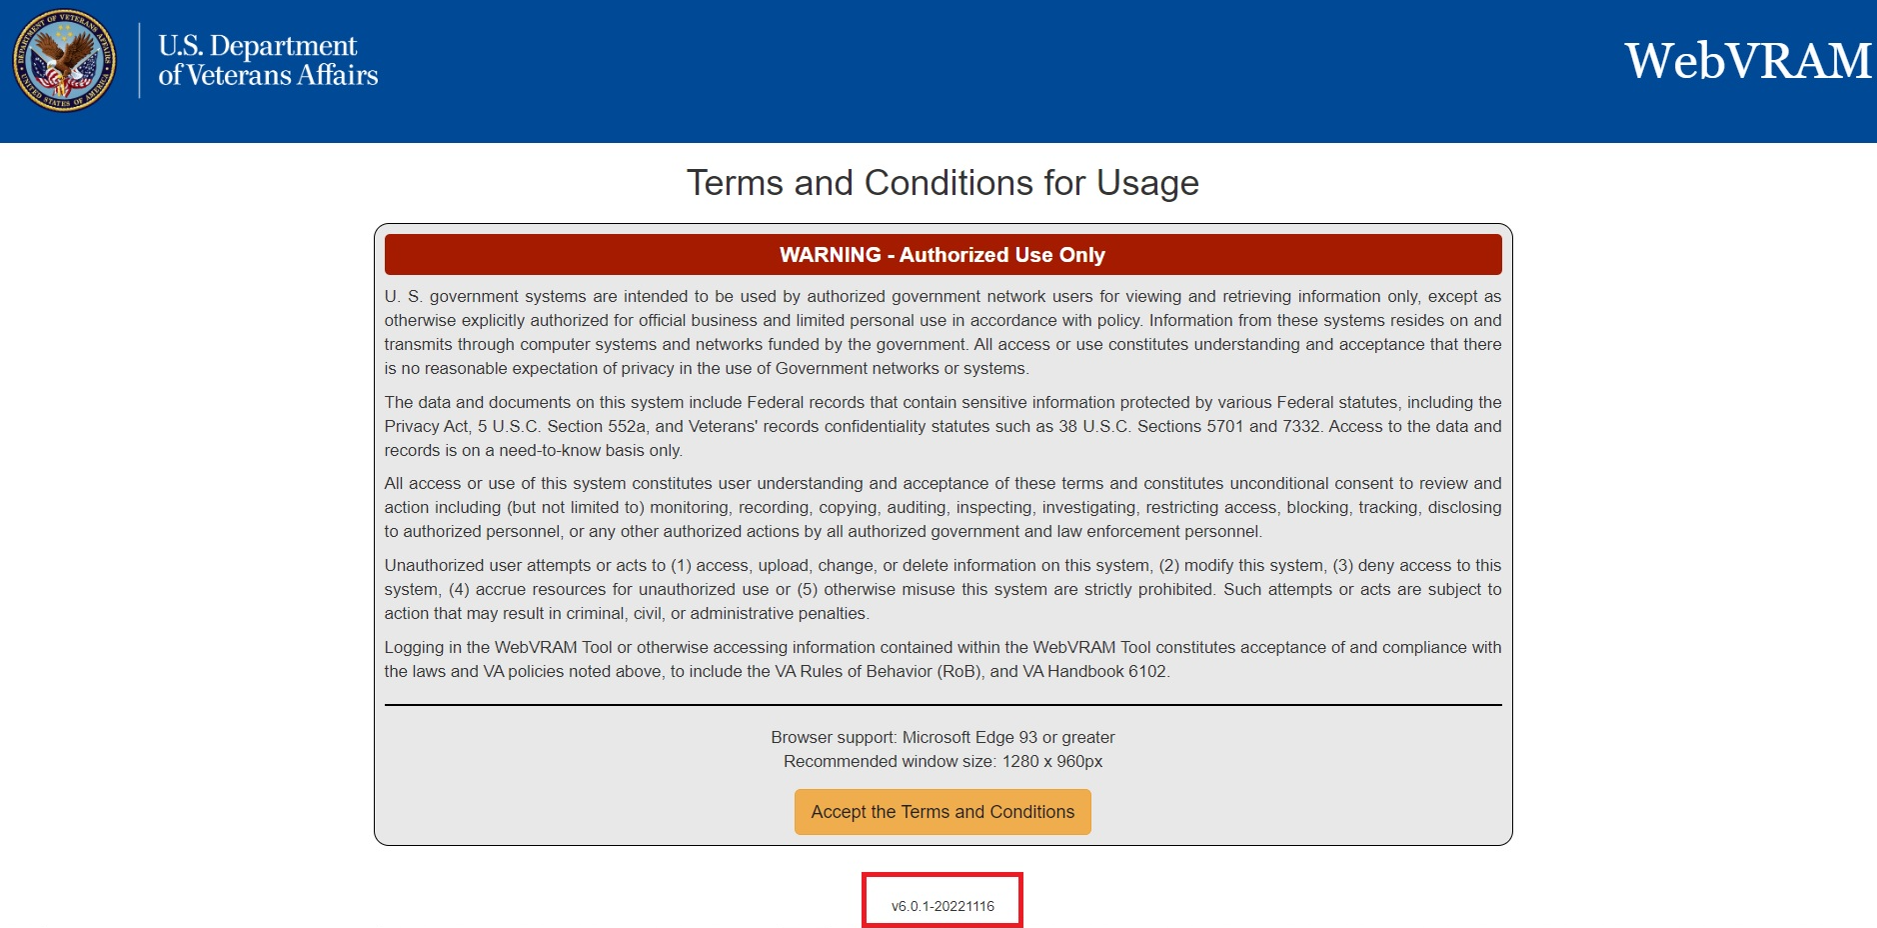 U.S. Department
of Veterans Affairs
WebVRAM
Terms and Conditions for Usage
WARNING - Authorized Use Only
U. S. government systems are intended to be used by authorized government network users for viewing and retrieving information only, except as
otherwise explicitly authorized for official business and limited personal use in accordance with policy. Information from these systems resides on and
transmits through computer systems and networks funded by the government. All access or use constitutes understanding and acceptance that there
is no reasonable expectation of privacy in the use of Government networks or systems.
The data and documents on this system include Federal records that contain sensitive information protected by various Federal statutes, including the
Privacy Act, 5 U.S.C. Section 552a, and Veterans' records confidentiality statutes such as 38 U.S.C. Sections 5701 and 7332. Access to the data and
records is on a need-to-know basis only.
All access or use of this system constitutes user understanding and acceptance of these terms and constitutes unconditional consent to review and
action including (but not limited to) monitoring, recording, copying, auditing, inspecting, investigating, restricting access, blocking, tracking, disclosing
to authorized personnel, or any other authorized actions by all authorized government and law enforcement personnel.
Unauthorized user attempts or acts to (1) access, upload, change, or delete information on this system, (2) modify this system, (3) deny access to this
system, (4) accrue resources for unauthorized use or (5) otherwise misuse this system are strictly prohibited. Such attempts or acts are subject to
action that may result in criminal, civil, or administrative penalties.
Logging in the WebVRAM Tool or otherwise accessing information contained within the WebVRAM Tool constitutes acceptance of and compliance with
the laws and VA policies noted above, to include the VA Rules of Behavior (RoB), and VA Handbook 6102.
Browser support: Microsoft Edge 93 or greater
Recommended window size: 1280 x 960px
Accept the Terms and Conditions
v6.0.1-20221116
DEPARTMENT OF VETERANS AFFAIRS
UNITED STATES OF AMERICA